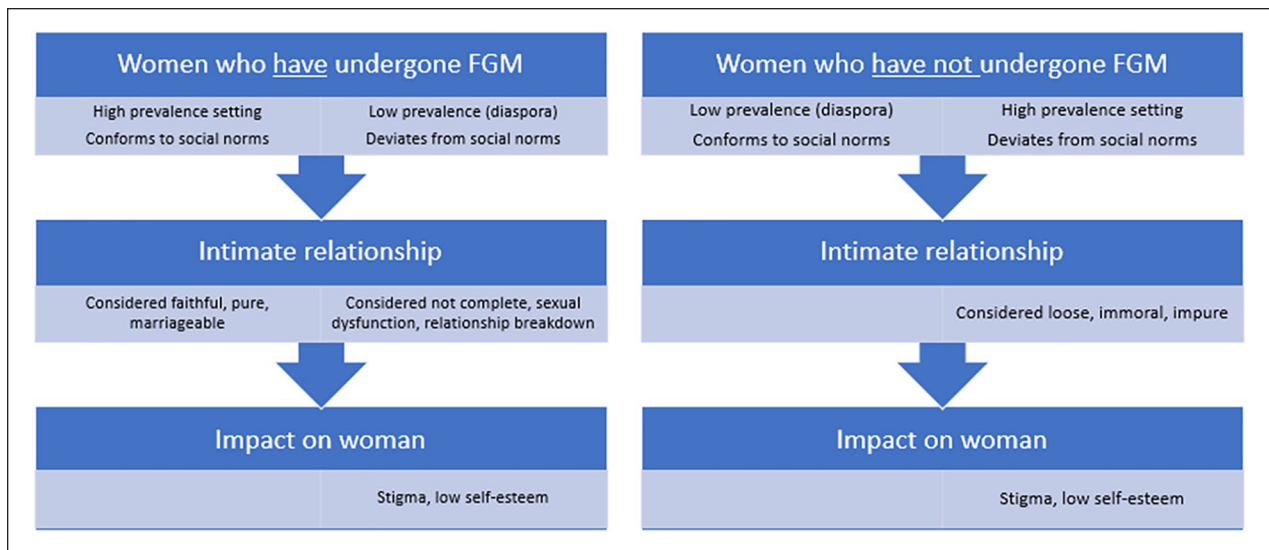 Women who have undergone FGM
High prevalence setting
Conforms to social norms
Low prevalence (diaspora)
Deviates from social norms
Intimate relationship
Considered faithful, pure,
marriageable
Considered not complete, sexual
dysfunction, relationship breakdown
Impact on woman
Stigma, low self-esteem
Women who have not undergone FGM
Low prevalence (diaspora)
Conforms to social norms
High prevalence setting
Deviates from social norms
Intimate relationship
Considered loose, immoral, impure
Impact on woman
Stigma, low self-esteem